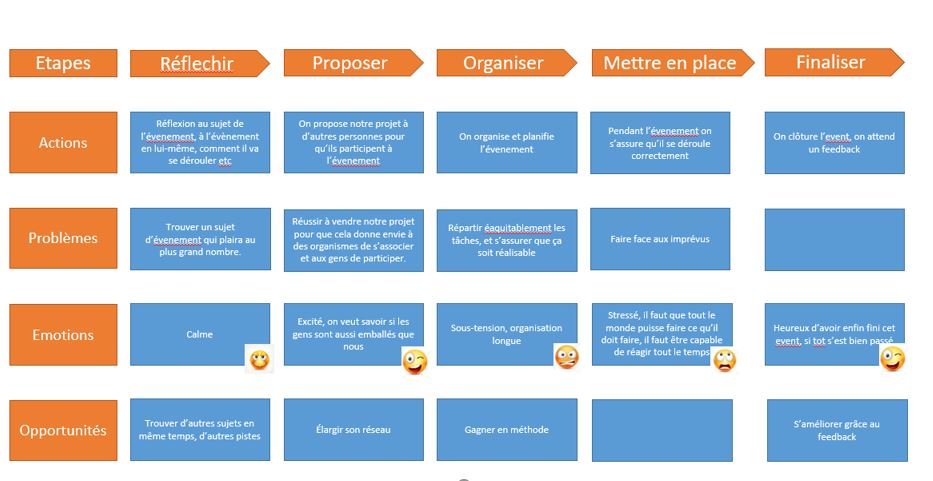 Etapes
Réflechir
Proposer
Organiser
Mettre en place
Finaliser
Actions
Réflexion au sujet de
l'évenement, à l'évènement
en lui-même, comment il va
se dérouler etc
On propose notre projet à
d'autres personnes pour
qu'ils participent à
l'évenement
On organise et planifie
l'évenement
Pendant l'évenement on
s'assure qu'il se déroule
correctement
On clôture l'event, on attend
un feedback
Problèmes
Trouver un sujet
d'évenement qui plaira au
plus grand nombre.
Réussir à vendre notre projet
pour que cela donne envie à
des organismes de s'associer
et aux gens de participer.
Répartir éaquitablement les
tâches, et s'assurer que ça
soit réalisable
Faire face aux imprévus
Emotions
Calme
Excité, on veut savoir si les
gens sont aussi emballés que
nous
Sous-tension, organisation
longue
Stressé, il faut que tout le
monde puisse faire ce qu'il
doit faire, il faut être capable
de réagir tout le temps
Heureux d'avoir enfin fini cet
event, si tot s'est bien passé
Opportunités
Trouver d'autres sujets en
même temps, d'autres pistes
Élargir son réseau
Gagner en méthode
S'améliorer grâce au
feedback